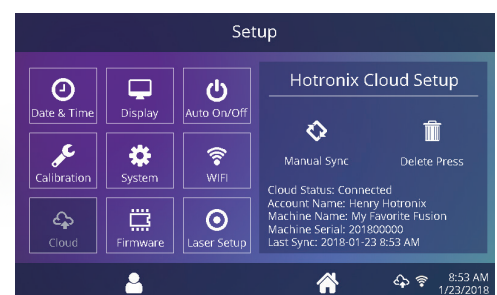 Setup
Date & Time
Display
Auto On/Off
Calibration
System
WIFI
Cloud
Firmware
Laser Setup
Hotronix Cloud Setup
Manual Sync
Delete Press
Cloud Status: Connected
Account Name: Henry Hotronix
Machine Name: My Favorite Fusion
Machine Serial: 201800000
Last Sync: 2018-01-23 8:53 AM
8:53 AM
1/23/2018